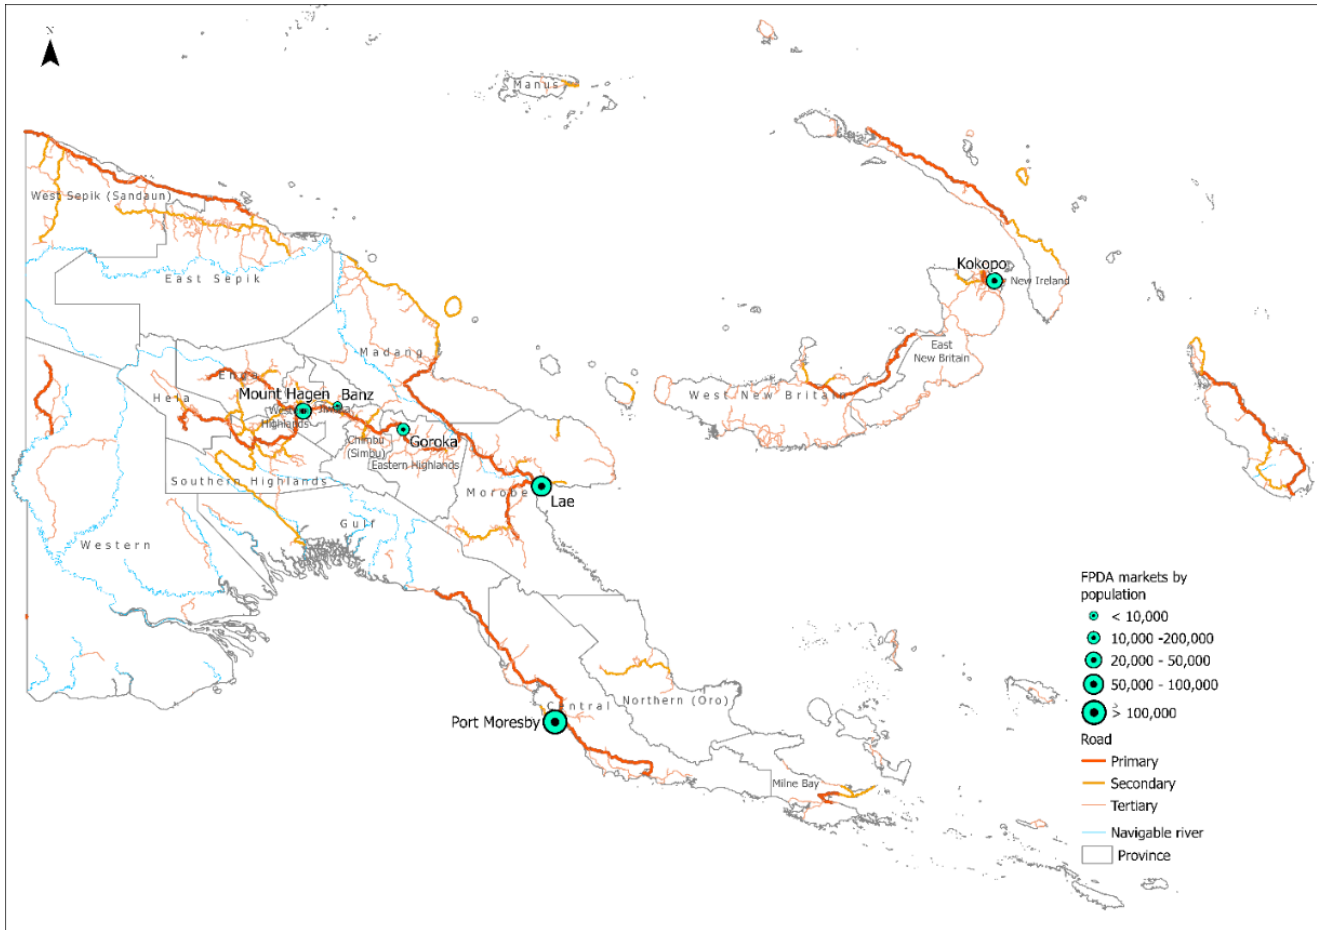 N
Manus
West Sepik (Sandaun)
East Sepik
Kokopo
New Ireland
Madang
East
New Britain
Enga
Hela
Mount Hagen
Banz
West New Britain
Western
Highlands
Jiwaka
Goroka
Chimbu
(Simbu)
Eastern Highlands
Southern Highlands
Morobe
Lae
Gulf
Western
FPDA markets by
population
< 10,000
10,000 -200,000
20,000 - 50,000
50,000 - 100,000
> 100,000
Northern (Oro)
Central
Port Moresby
Road
Primary
Milne Bay
Secondary
Tertiary
Navigable river
Province